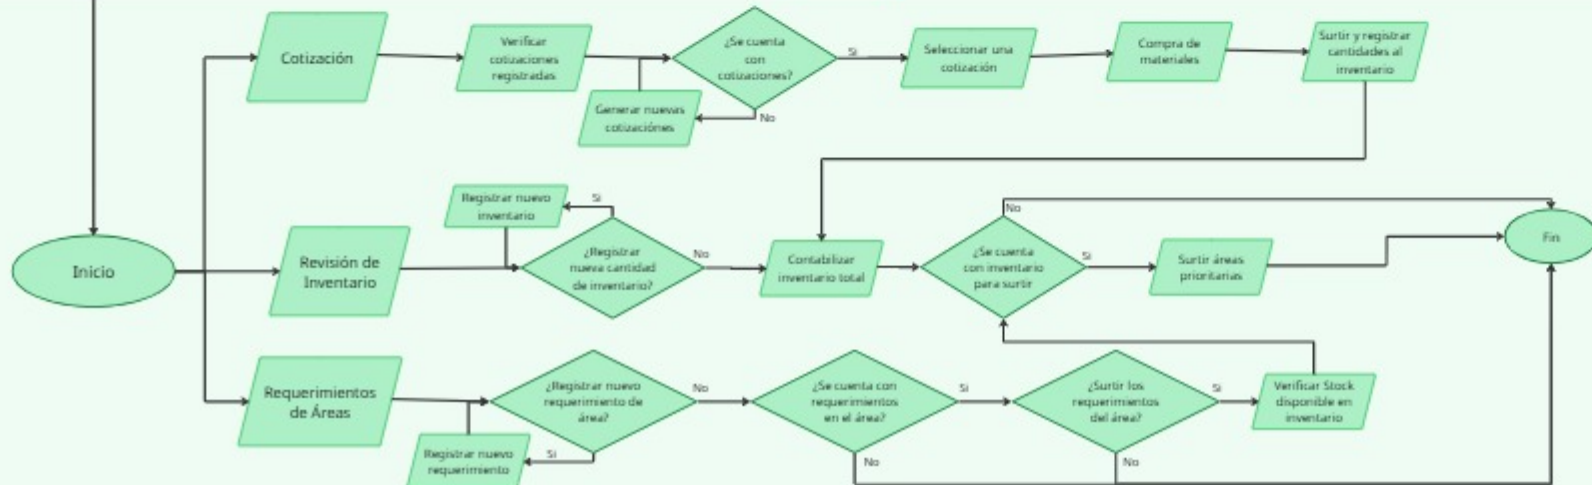 Cotización
Verificar
cotizaciones
registradas
¿Se cuenta
con
cotizaciones?
Si
Seleccionar una
cotización
Compra de
materiales
Surtir y registrar
cantidades al
inventario
Generar nuevas
cotizaciónes
No
Registrar nuevo
inventario
Si
No
Inicio
Revisión de
Inventario
¿Registrar
nueva cantidad
de inventario?
No
Contabilizar
inventario total
¿Se cuenta
con inventario
para surtir
Si
Surtir áreas
prioritarias
Fin
Requerimientos
de Áreas
¿Registrar nuevo
requerimiento de
área?
No
¿Se cuenta con
requerimientos
en el área?
Si
¿Surtir los
requerimientos
del área?
Si
Verificar Stock
disponible en
inventario
Registrar nuevo
requerimiento
Si
No
No